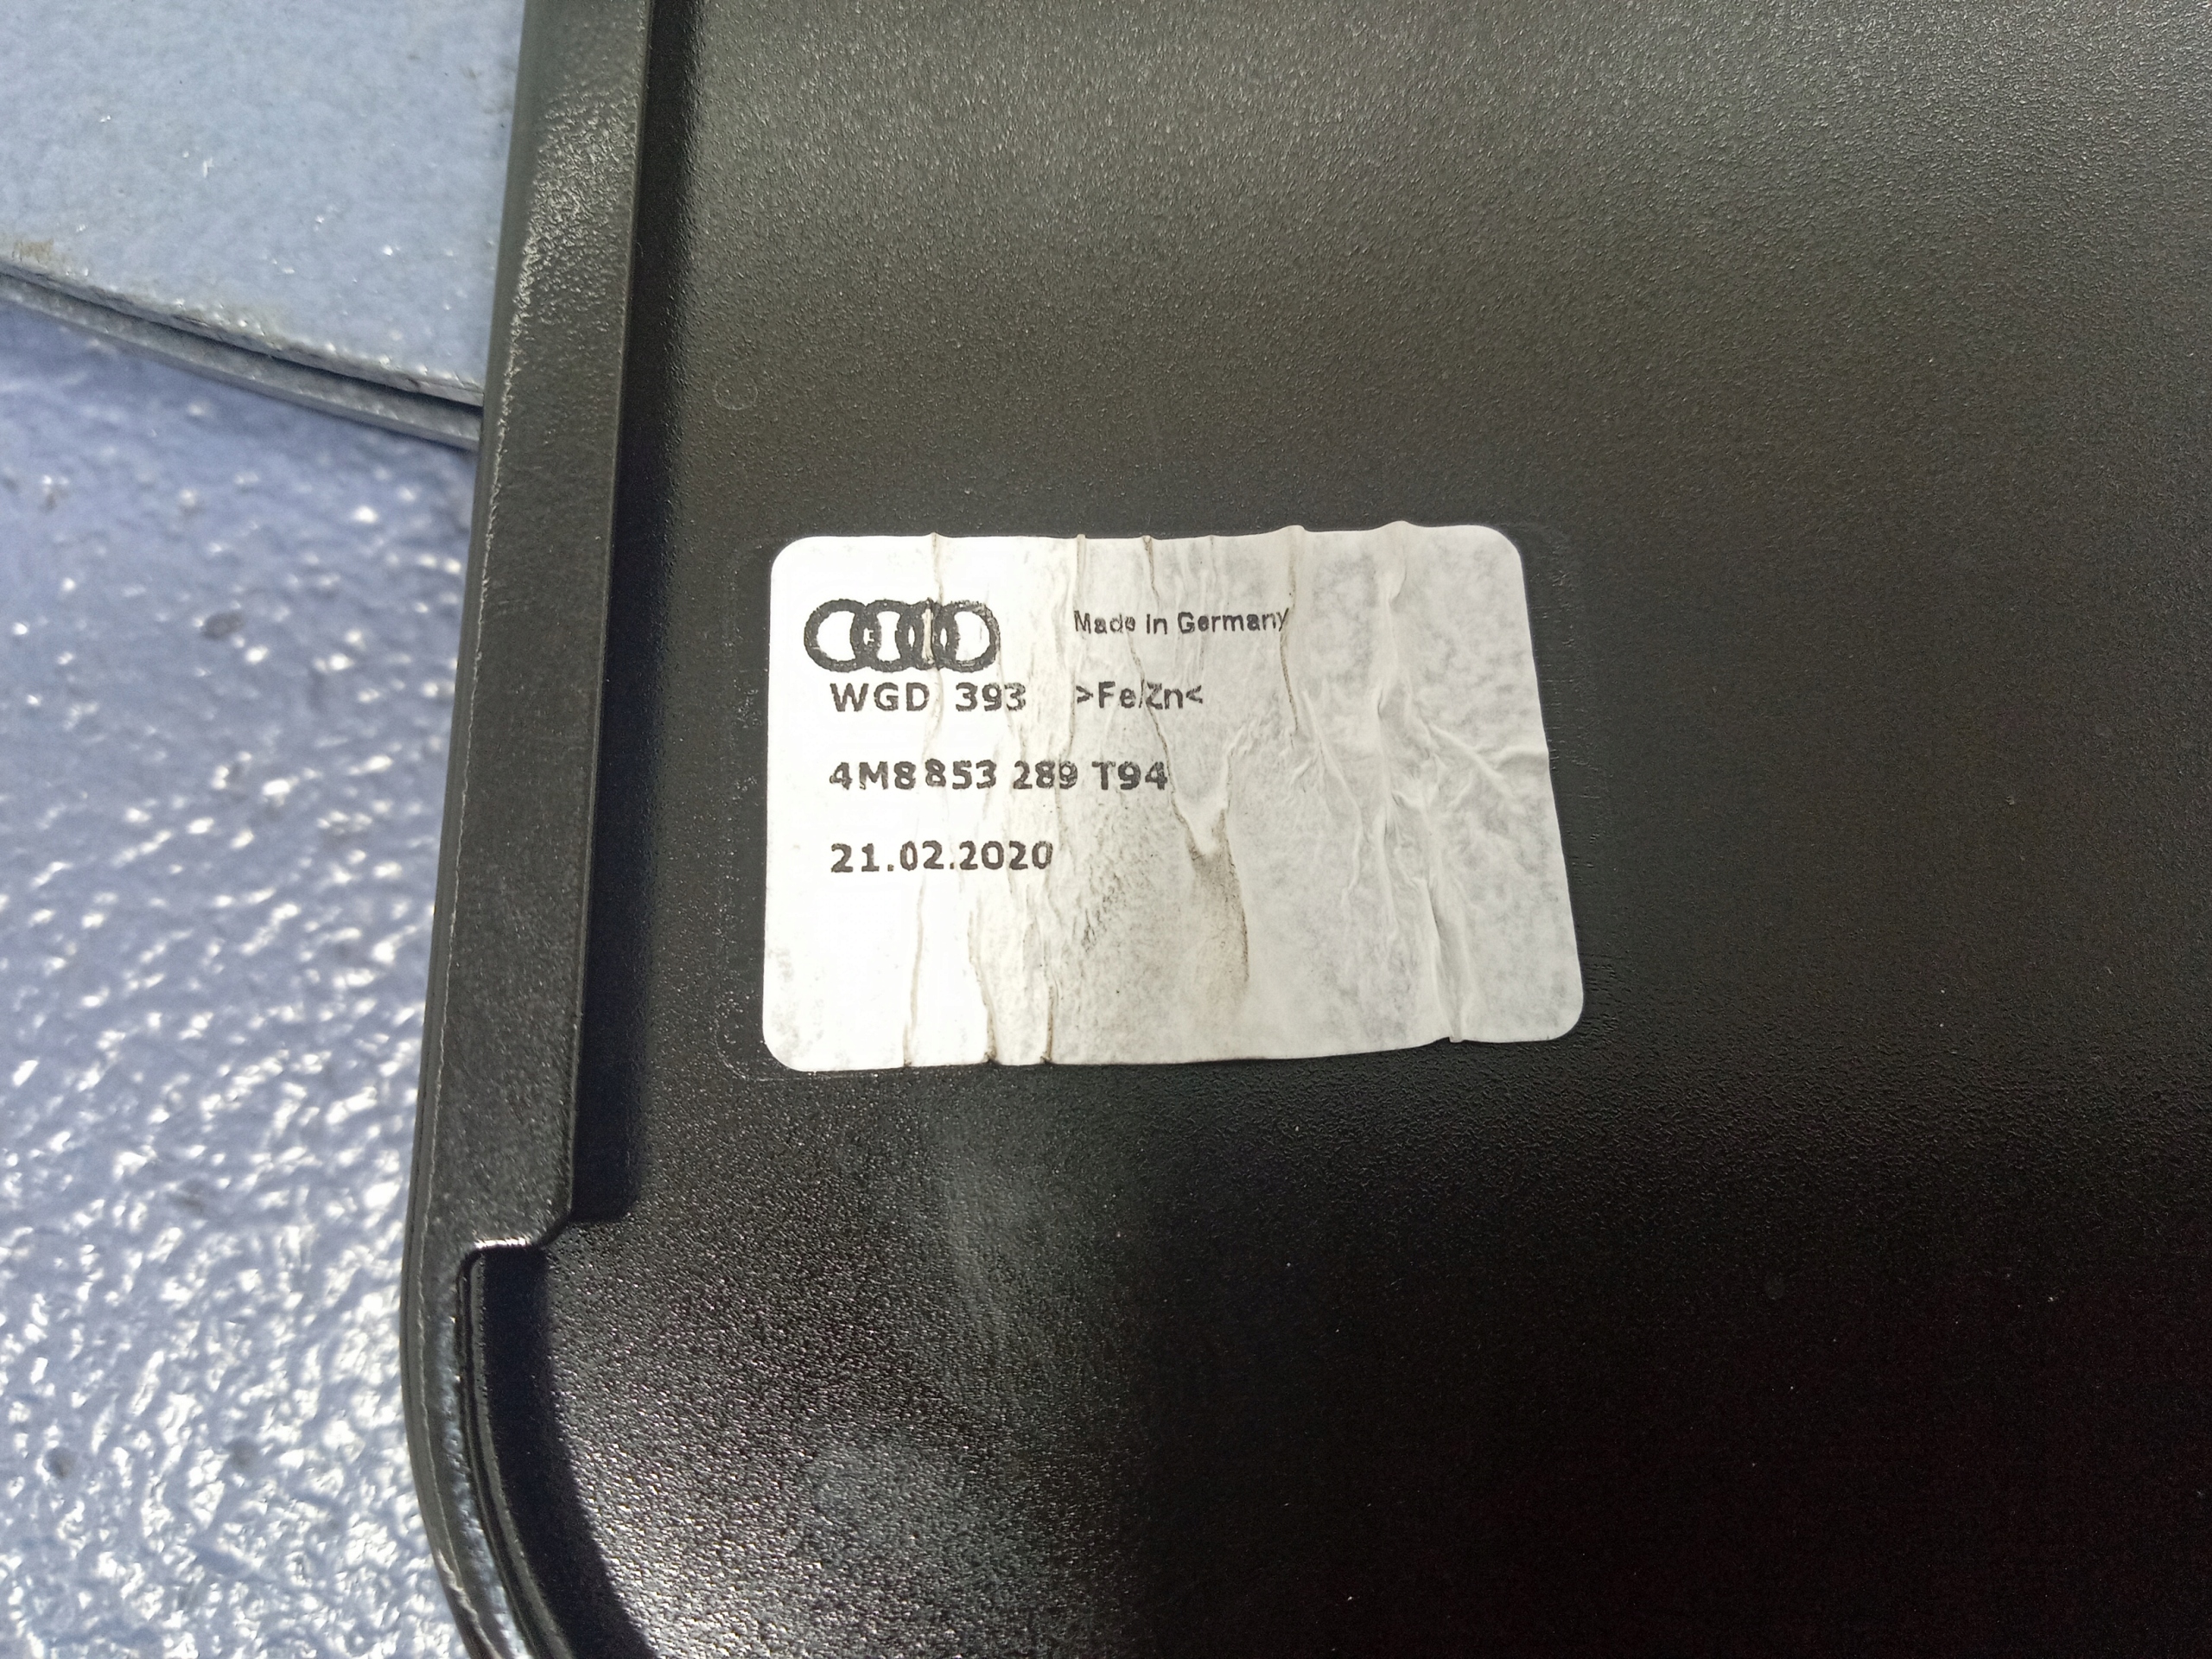 Made in Germany
WGD 393 >Fe/Zn<
4M8 853 289 T94
21.02.2020